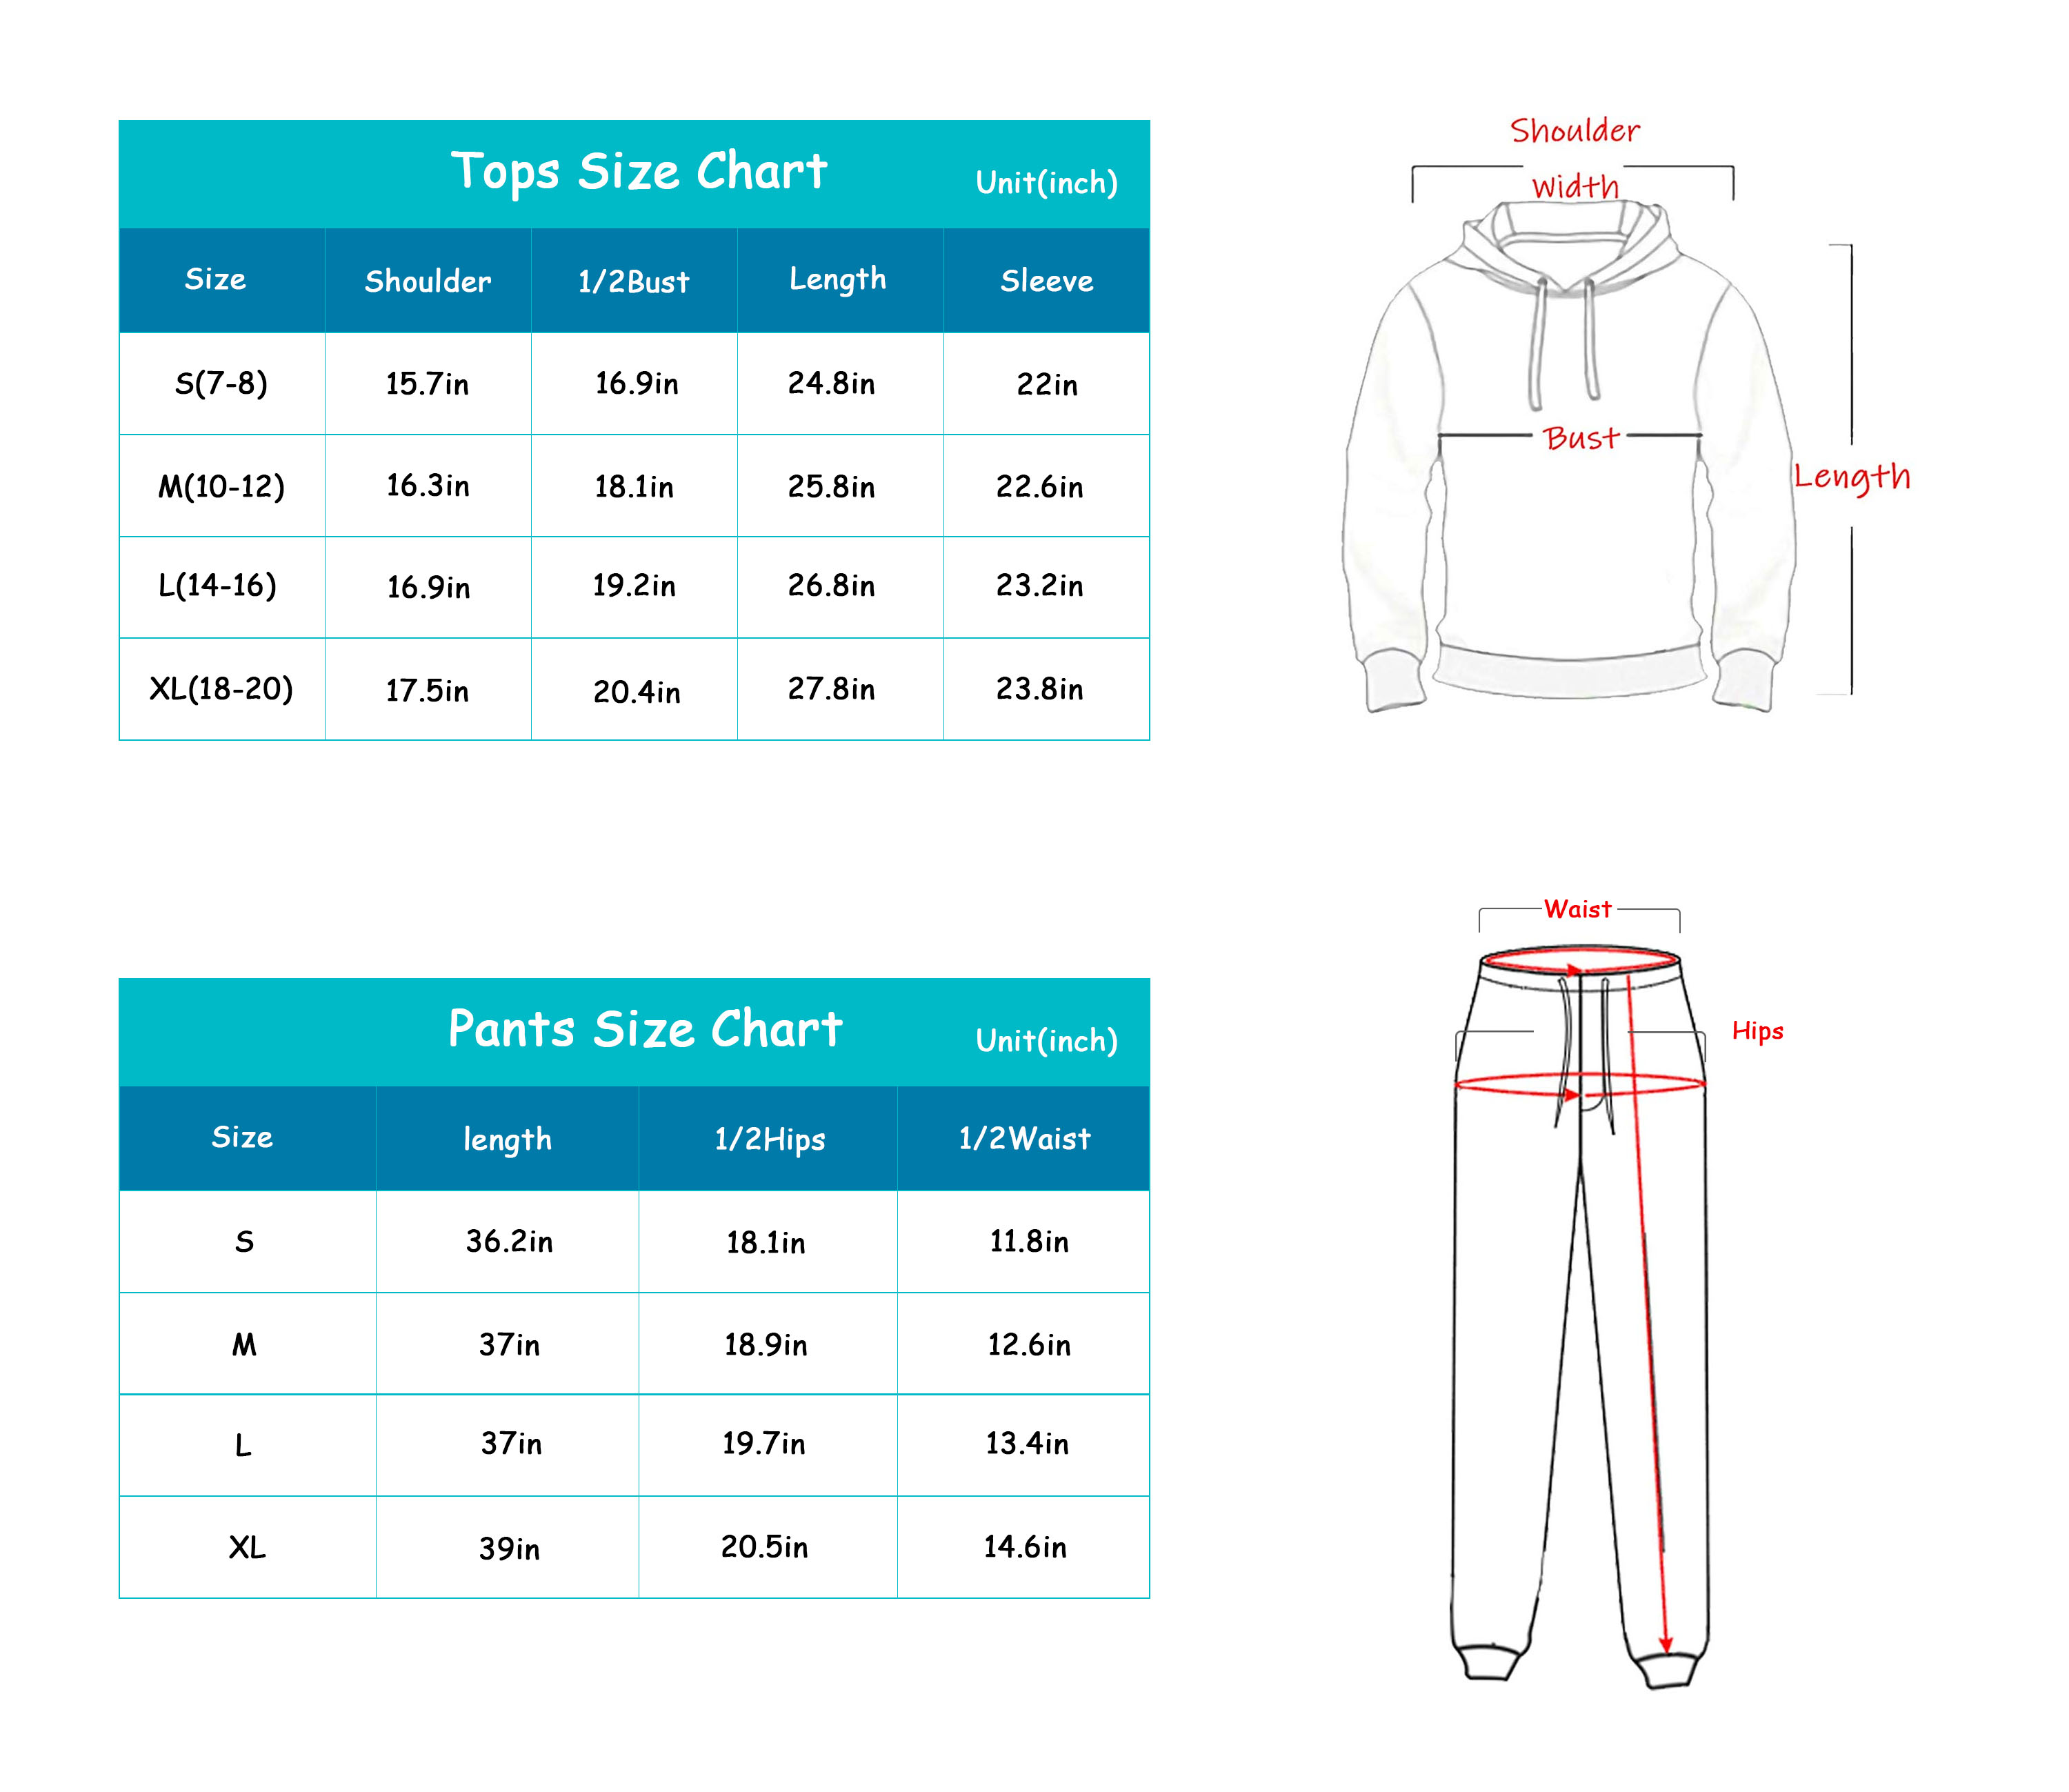 Tops Size Chart Unit(inch)
Size Shoulder 1/2Bust Length Sleeve
S(7-8) 15.7in 16.9in 24.8in 22in
M(10-12) 16.3in 18.1in 25.8in 22.6in
L(14-16) 16.9in 19.2in 26.8in 23.2in
XL(18-20) 17.5in 20.4in 27.8in 23.8in
Shoulder
Width
Bust
Length
Pants Size Chart Unit(inch)
Size length 1/2Hips 1/2Waist
S 36.2in 18.1in 11.8in
M 37in 18.9in 12.6in
L 37in 19.7in 13.4in
XL 39in 20.5in 14.6in
Waist
Hips